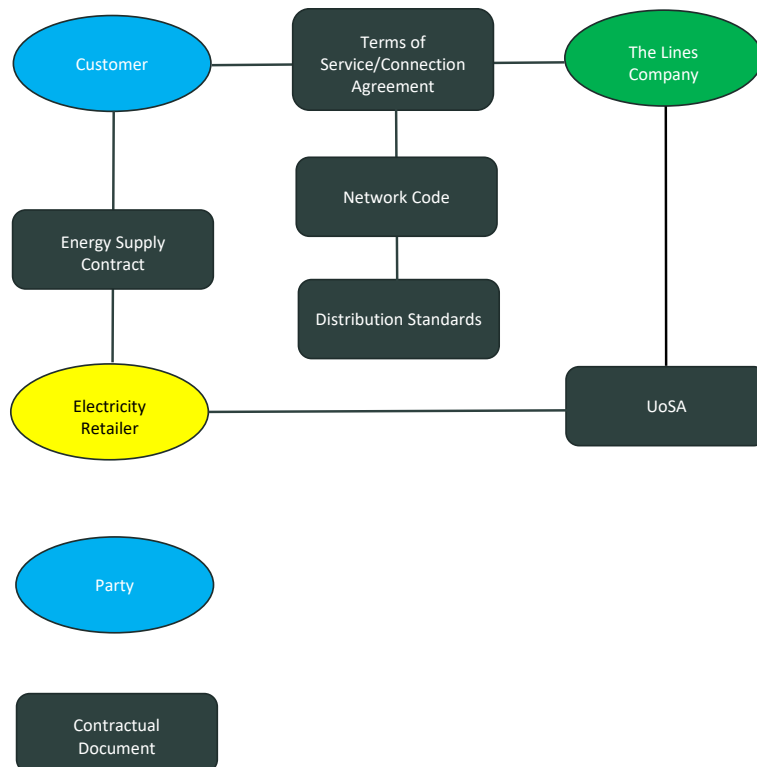 Customer
Terms of
Service/Connection
Agreement
The Lines
Company
Network Code
Energy Supply
Contract
Distribution Standards
Electricity
Retailer
UoSA
Party
Contractual
Document